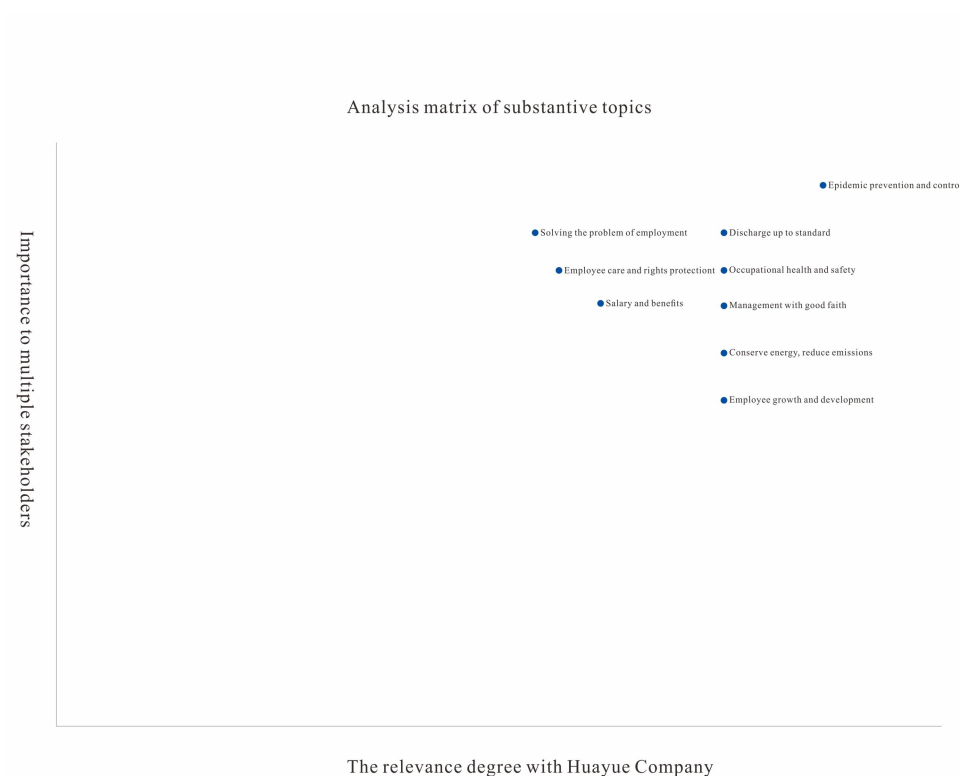 Analysis matrix of substantive topics
Epidemic prevention and contro
Solving the problem of employment
Discharge up to standard
Employee care and rights protectiont
Occupational health and safety
Salary and benefits
Management with good faith
Conserve energy, reduce emissions
Employee growth and development
Importance to multiple stakeholders
The relevance degree with Huayue Company